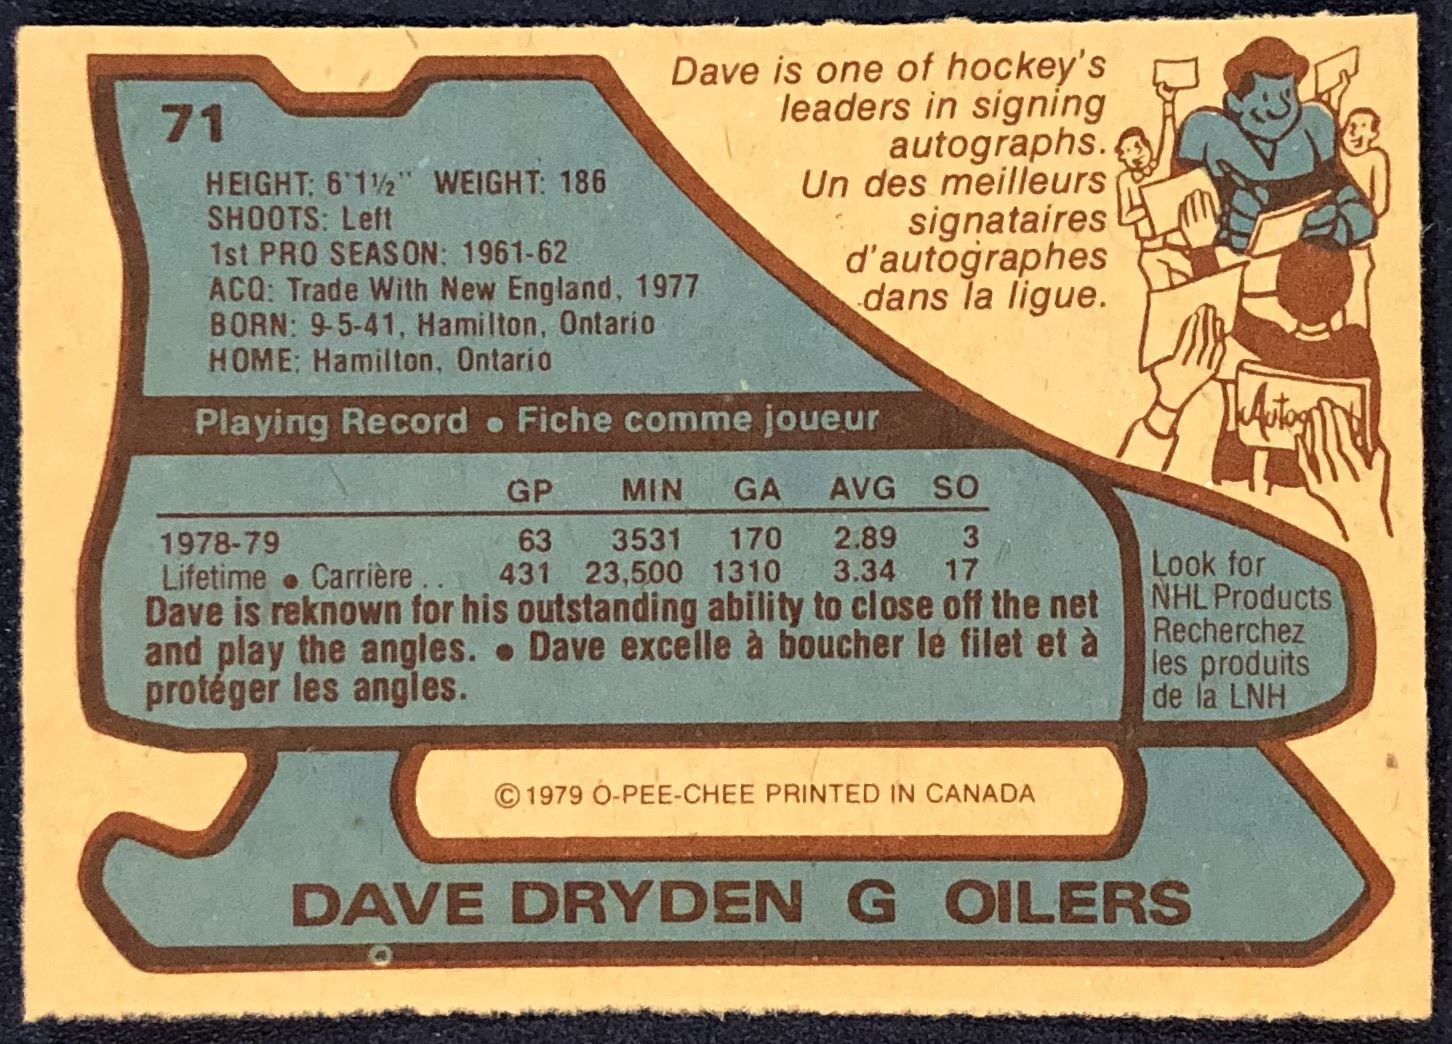 71
Dave is one of hockey's
leaders in signing
autographs.
Un des meilleurs
signataires
d'autographes
dans la ligue.
HEIGHT: 6'1½" WEIGHT: 186
SHOOTS: Left
1st PRO SEASON: 1961-62
ACQ: Trade With New England, 1977
BORN: 9-5-41, Hamilton, Ontario
HOME: Hamilton, Ontario
Autog
Playing Record • Fiche comme joueur
GP MIN GA AVG SO
1978-79 63 3531 170 2.89 3
Lifetime • Carrière .. 431 23,500 1310 3.34 17
Dave is reknown for his outstanding ability to close off the net
and play the angles. • Dave excelle à boucher le filet et à
protéger les angles.
Look for
NHL Products
Recherchez
les produits
de la LNH
©1979 O-PEE-CHEE PRINTED IN CANADA
DAVE DRYDEN G OILERS